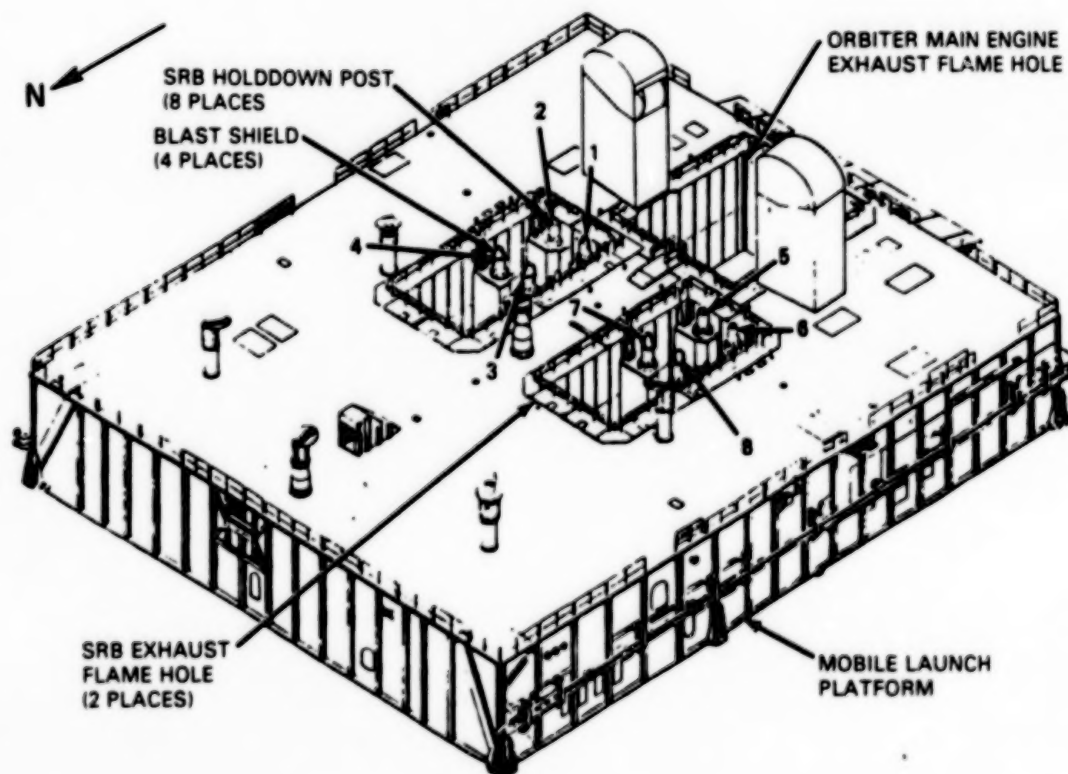 N
SRB HOLDDOWN POST
(8 PLACES
BLAST SHIELD
(4 PLACES)
ORBITER MAIN ENGINE
EXHAUST FLAME HOLE
2
1
4
5
7
6
3
8
SRB EXHAUST
FLAME HOLE
(2 PLACES)
MOBILE LAUNCH
PLATFORM